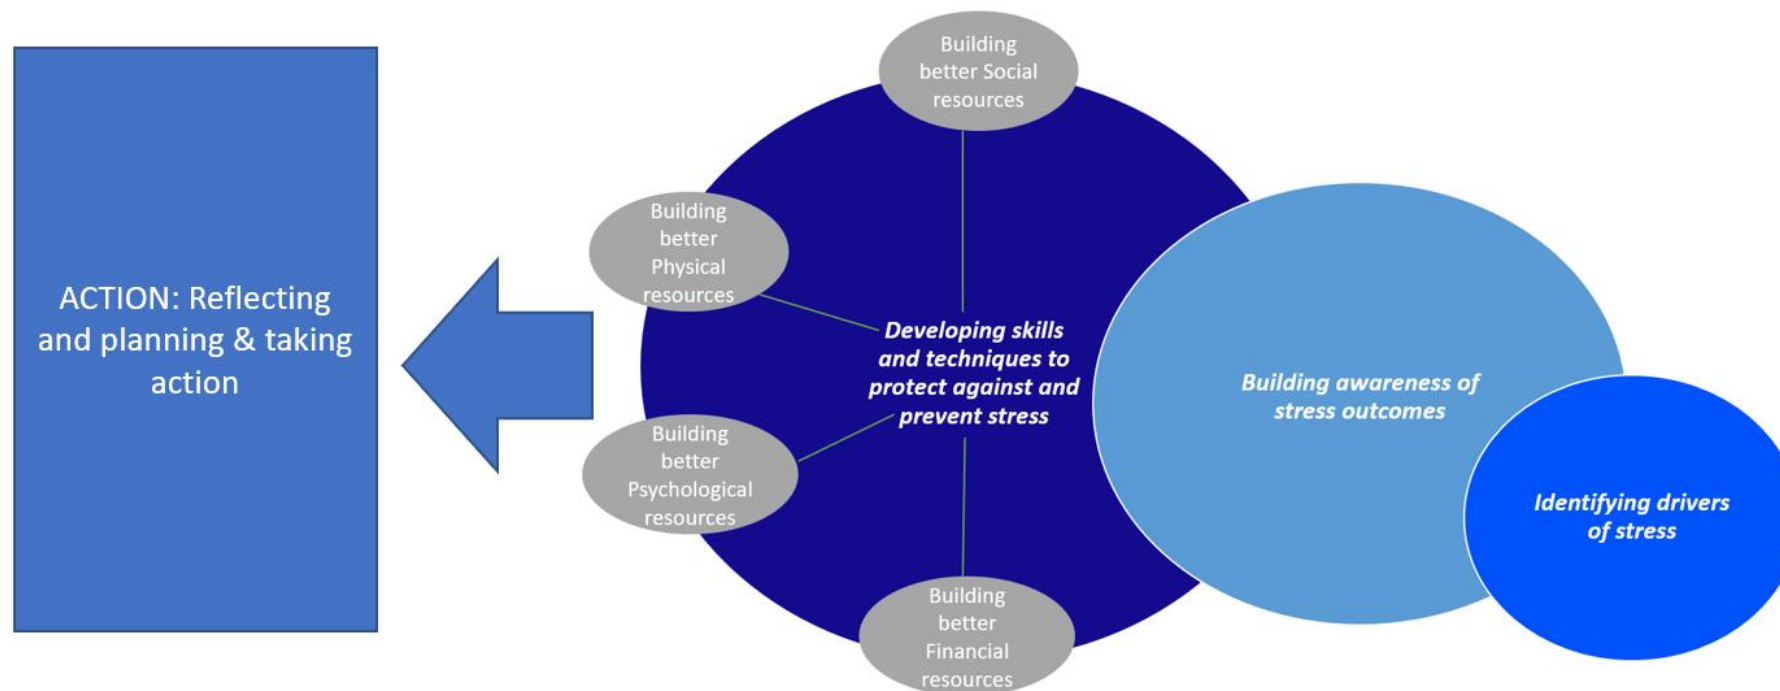 ACTION: Reflecting
and planning & taking
action
Building
better Social
resources
Building
better
Physical
resources
Developing skills
and techniques to
protect against and
prevent stress
Building
better
Psychological
resources
Building
better
Financial
resources
Building awareness of
stress outcomes
Identifying drivers
of stress